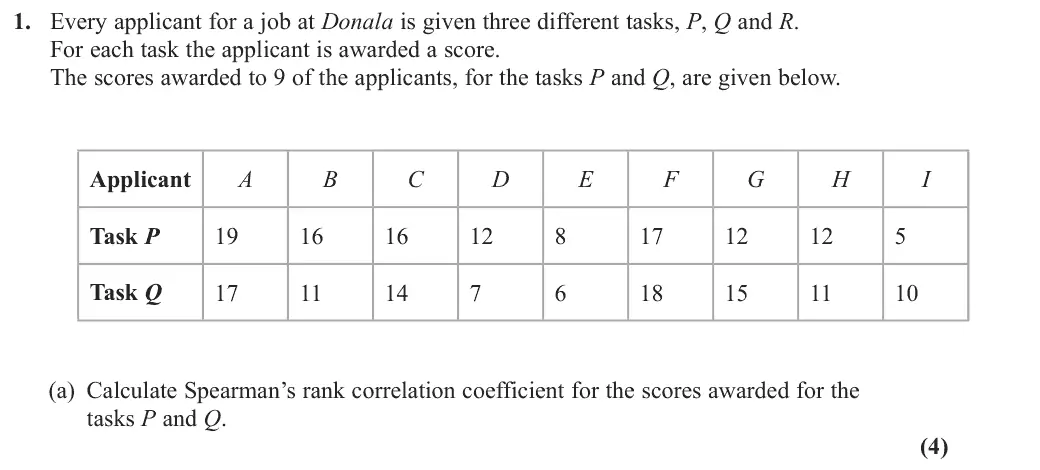 1. Every applicant for a job at Donala is given three different tasks, P, Q and R.
For each task the applicant is awarded a score.
The scores awarded to 9 of the applicants, for the tasks P and Q, are given below.
Applicant A B C D E F G H I
Task P 19 16 16 12 8 17 12 12 5
Task Q 17 11 14 7 6 18 15 11 10
(a) Calculate Spearman’s rank correlation coefficient for the scores awarded for the
tasks P and Q.
(4)